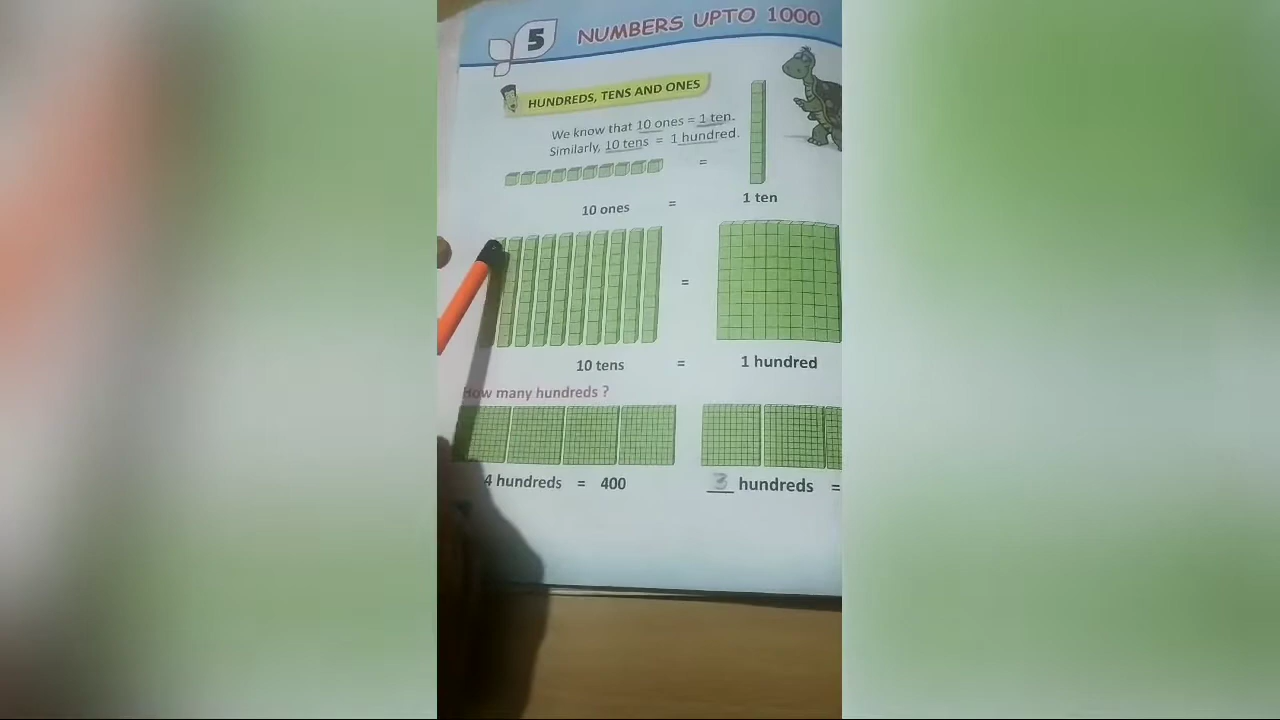 5 NUMBERS UPTO 1000
HUNDREDS, TENS AND ONES
We know that 10 ones = 1 ten.
Similarly, 10 tens = 1 hundred.
=
10 ones = 1 ten
=
10 tens = 1 hundred
How many hundreds ?
4 hundreds = 400
3 hundreds =